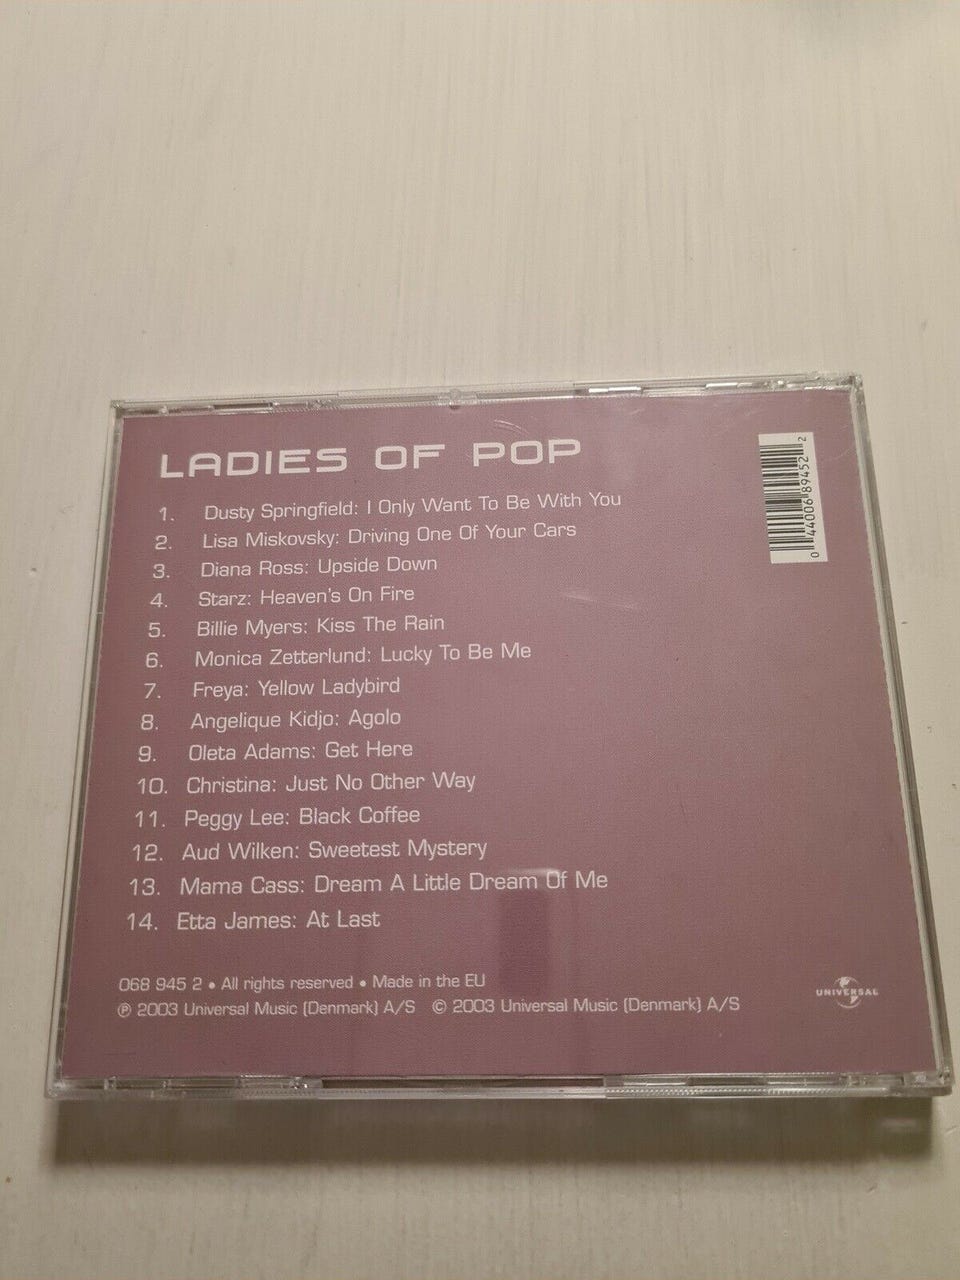 LADIES OF POP
1. Dusty Springfield: I Only Want To Be With You
2. Lisa Miskovsky: Driving One Of Your Cars
3. Diana Ross: Upside Down
4. Starz: Heaven's On Fire
5. Billie Myers: Kiss The Rain
6. Monica Zetterlund: Lucky To Be Me
7. Freya: Yellow Ladybird
8. Angelique Kidjo: Agolo
9. Oleta Adams: Get Here
10. Christina: Just No Other Way
11. Peggy Lee: Black Coffee
12. Aud Wilken: Sweetest Mystery
13. Mama Cass: Dream A Little Dream Of Me
14. Etta James: At Last
0 44006 89452 2
068 945 2 • All rights reserved • Made in the EU
℗ 2003 Universal Music (Denmark) A/S © 2003 Universal Music (Denmark) A/S
UNIVERSAL